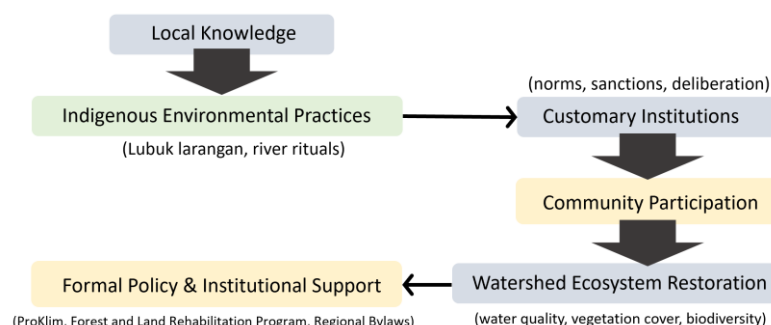 Local Knowledge
Indigenous Environmental Practices
(Lubuk larangan, river rituals)
(norms, sanctions, deliberation)
Customary Institutions
Community Participation
Watershed Ecosystem Restoration
(water quality, vegetation cover, biodiversity)
Formal Policy & Institutional Support
(ProKlim, Forest and Land Rehabilitation Program, Regional Bylaws)